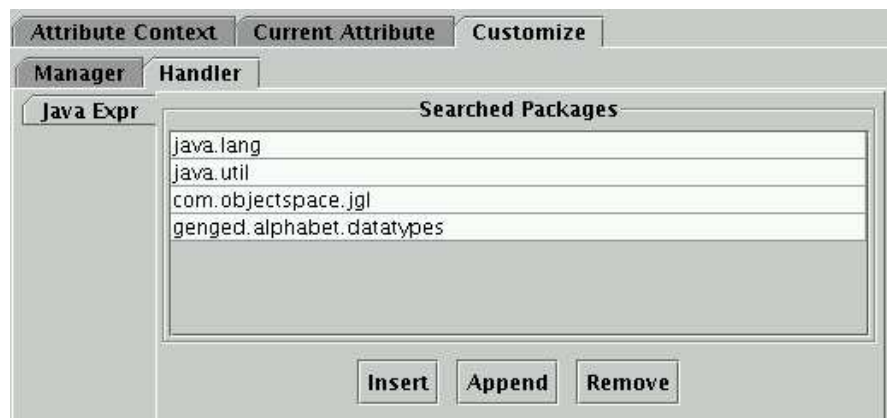 Attribute Context Current Attribute Customize
Manager Handler
Java Expr Searched Packages
java.lang
java.util
com.objectspace.jgl
genged.alphabet.datatypes
Insert Append Remove